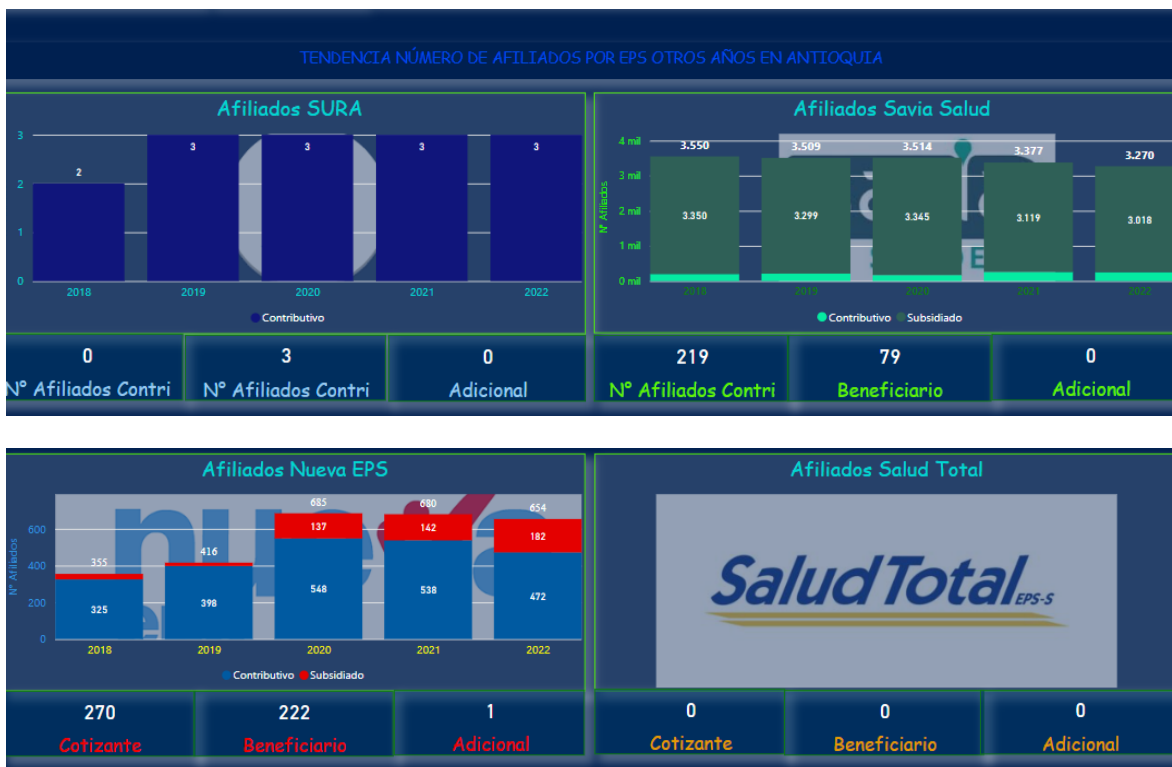 TENDENCIA NÚMERO DE AFILIADOS POR EPS OTROS AÑOS EN ANTIOQUIA
Afiliados SURA
3
2
1
0
2
3
3
3
3
2018 2019 2020 2021 2022
Contributivo
0 3 0
Nº Afiliados Contri Nº Afiliados Contri Adicional
Afiliados Savia Salud
Nº Afiliados
4 mil
3 mil
2 mil
1 mil
0 mil
3.550 3.509 3.514 3.377 3.270
3.350 3.299 3.345 3.119 3.018
2018 2019 2020 2021 2022
Contributivo Subsidiado
219 79 0
Nº Afiliados Contri Beneficiario Adicional
Afiliados Nueva EPS
Nº Afiliados
600
400
200
0
355 416 685 680 654
137 142 182
325 398 548 538 472
2018 2019 2020 2021 2022
Contributivo Subsidiado
270 222 1
Cotizante Beneficiario Adicional
Afiliados Salud Total
SaludTotal EPS-S
0 0 0
Cotizante Beneficiario Adicional